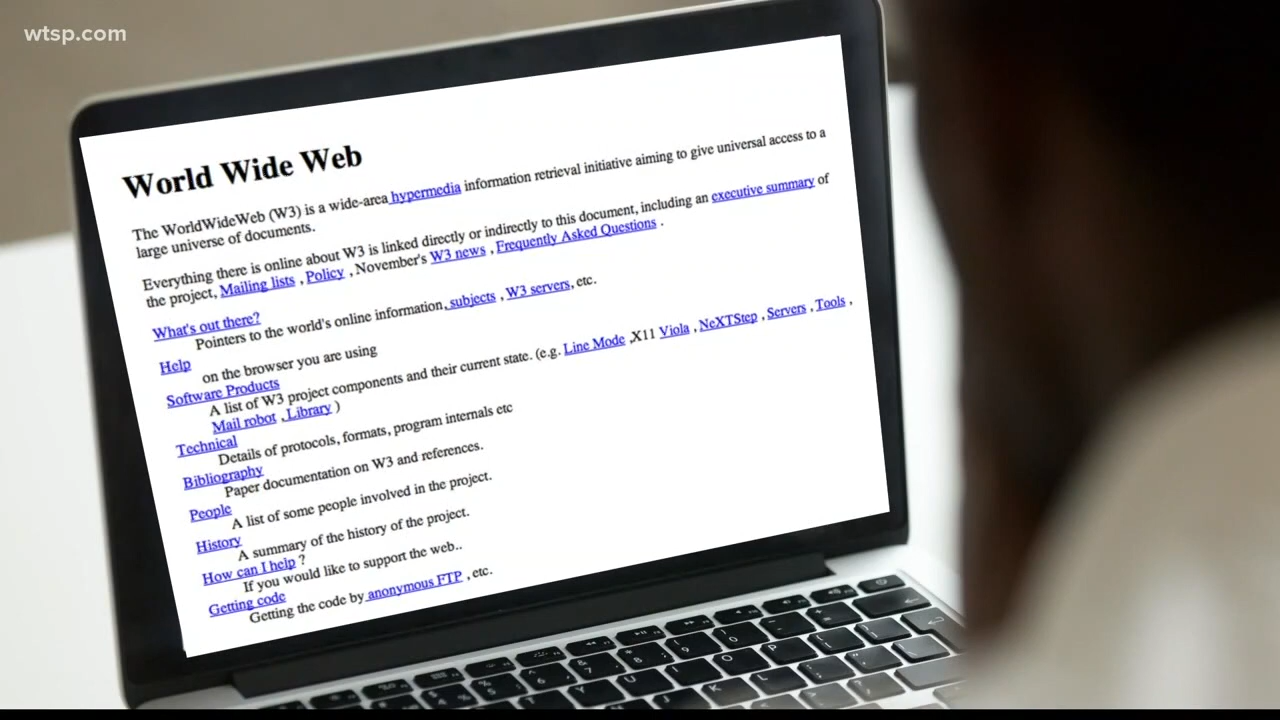 wtsp.com
World Wide Web
The WorldWideWeb (W3) is a wide-area hypermedia information retrieval initiative aiming to give universal access to a
large universe of documents.
Everything there is online about W3 is linked directly or indirectly to this document, including an executive summary of
the project, Mailing lists , Policy , November's W3 news , Frequently Asked Questions .
What's out there?
Pointers to the world's online information, subjects , W3 servers, etc.
Help
on the browser you are using
Software Products
A list of W3 project components and their current state. (e.g. Line Mode ,X11 Viola , NeXTStep , Servers , Tools ,
Mail robot , Library )
Technical
Details of protocols, formats, program internals etc
Bibliography
Paper documentation on W3 and references.
People
A list of some people involved in the project.
History
A summary of the history of the project.
How can I help ?
If you would like to support the web..
Getting code
Getting the code by anonymous FTP , etc.